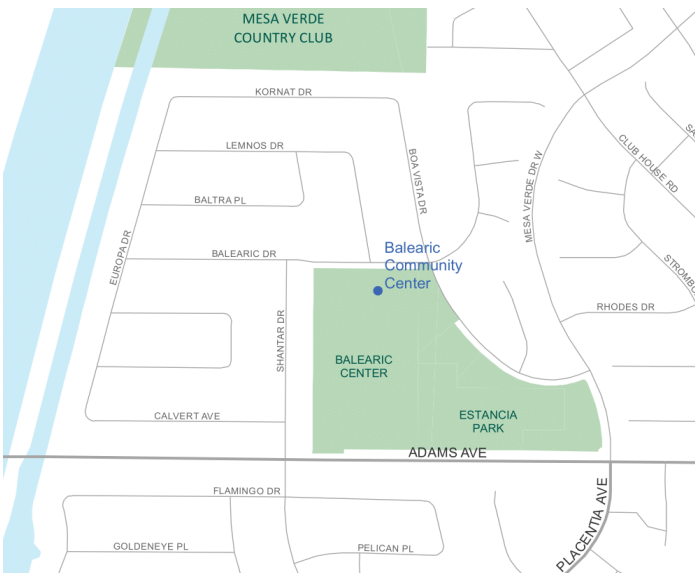 MESA VERDE
COUNTRY CLUB
KORNAT DR
LEMNOS DR
BOA VISTA DR
CLUB HOUSE RD
SA
MESA VERDE DR W
BALTRA PL
EUROPA DR
BALEARIC DR
Balearic
Community
Center
STROMBO
RHODES DR
SHANTAR DR
BALEARIC
CENTER
CALVERT AVE
ESTANCIA
PARK
ADAMS AVE
FLAMINGO DR
PLACENTIA AVE
GOLDENEYE PL
PELICAN PL